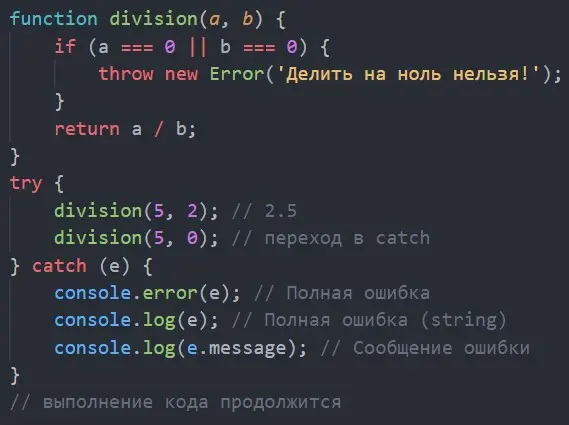 function division(a, b) {
    if (a === 0 || b === 0) {
        throw new Error('Делить на ноль нельзя!');
    }
    return a / b;
}
try {
    division(5, 2); // 2.5
    division(5, 0); // переход в catch
} catch (e) {
    console.error(e); // Полная ошибка
    console.log(e); // Полная ошибка (string)
    console.log(e.message); // Сообщение ошибки
}
// выполнение кода продолжится